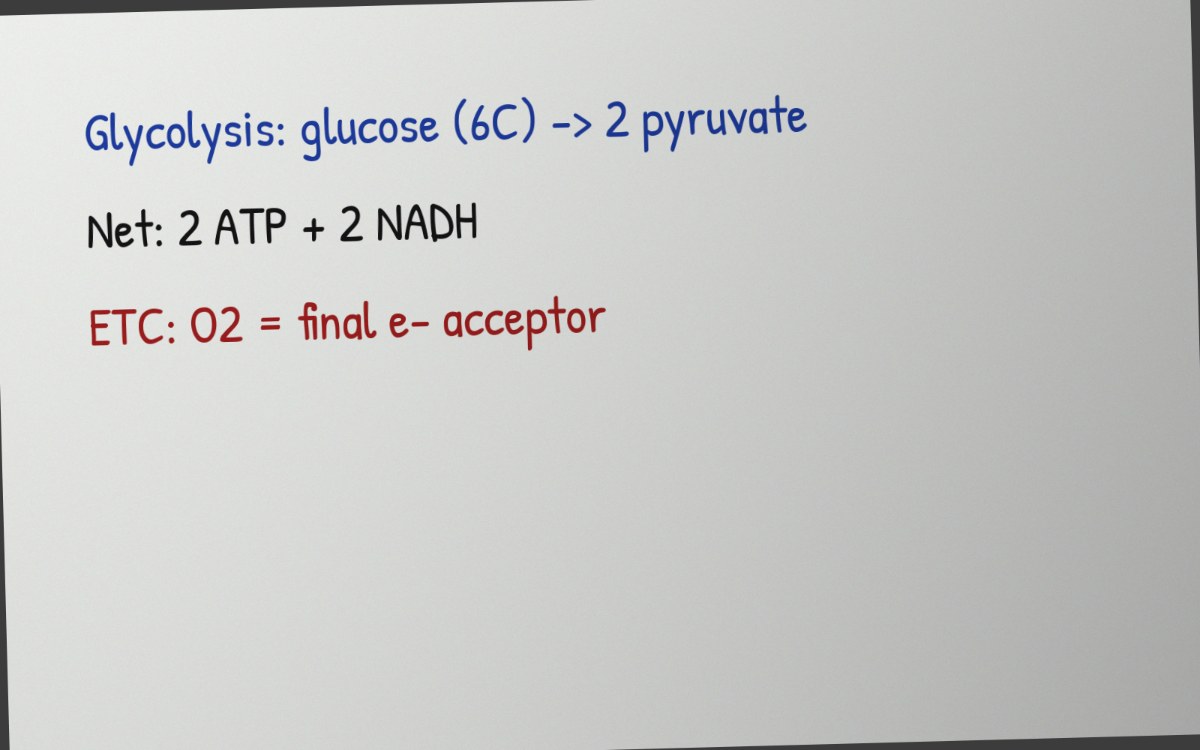 Glycolysis: glucose (6C) -> 2 pyruvate
Net: 2 ATP + 2 NADH
ETC: O2 = final e- acceptor